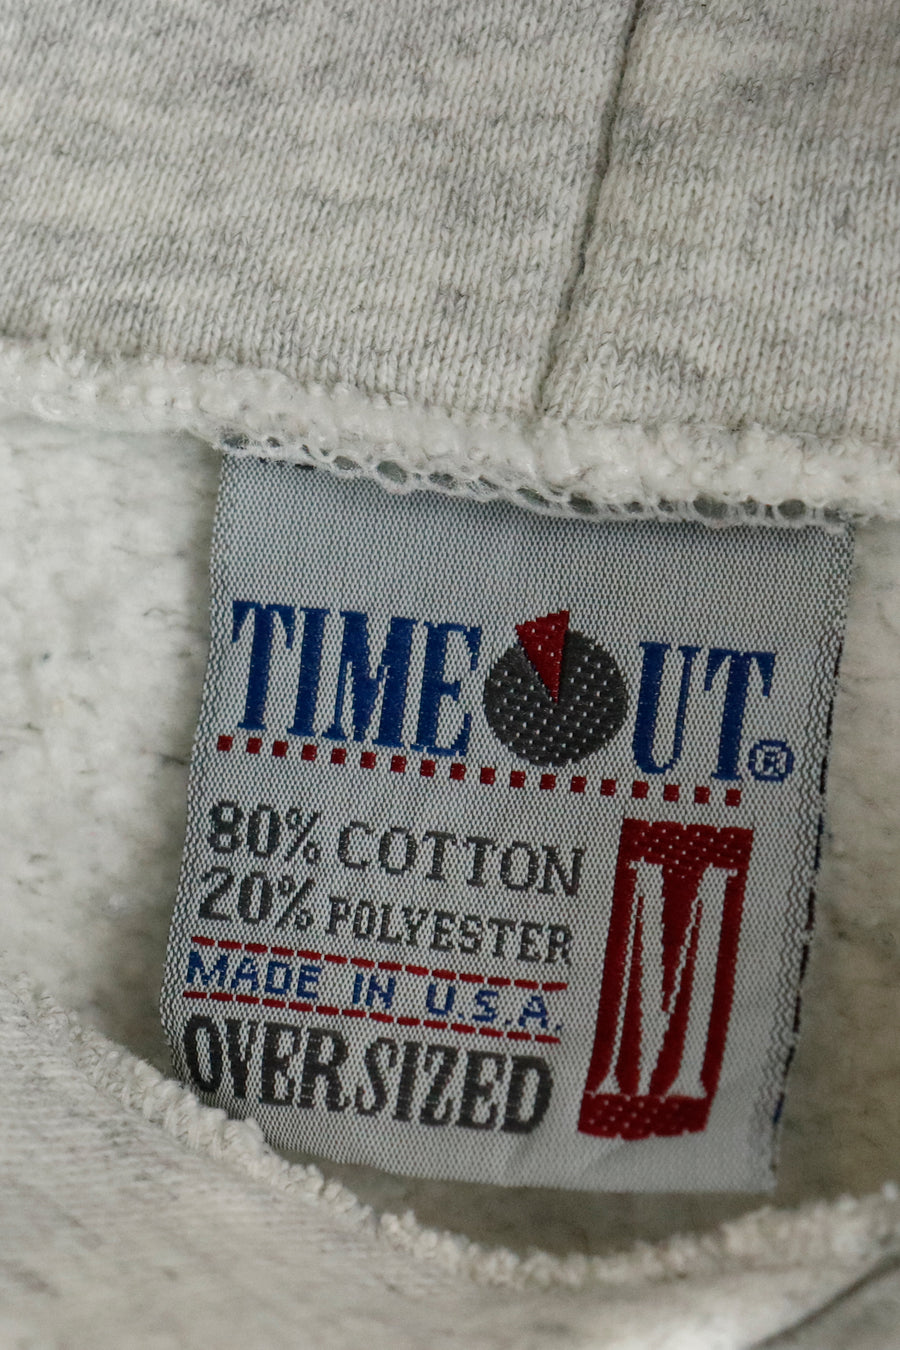 TIME OUT®
80% COTTON
20% POLYESTER
MADE IN U.S.A.
OVERSIZED
M